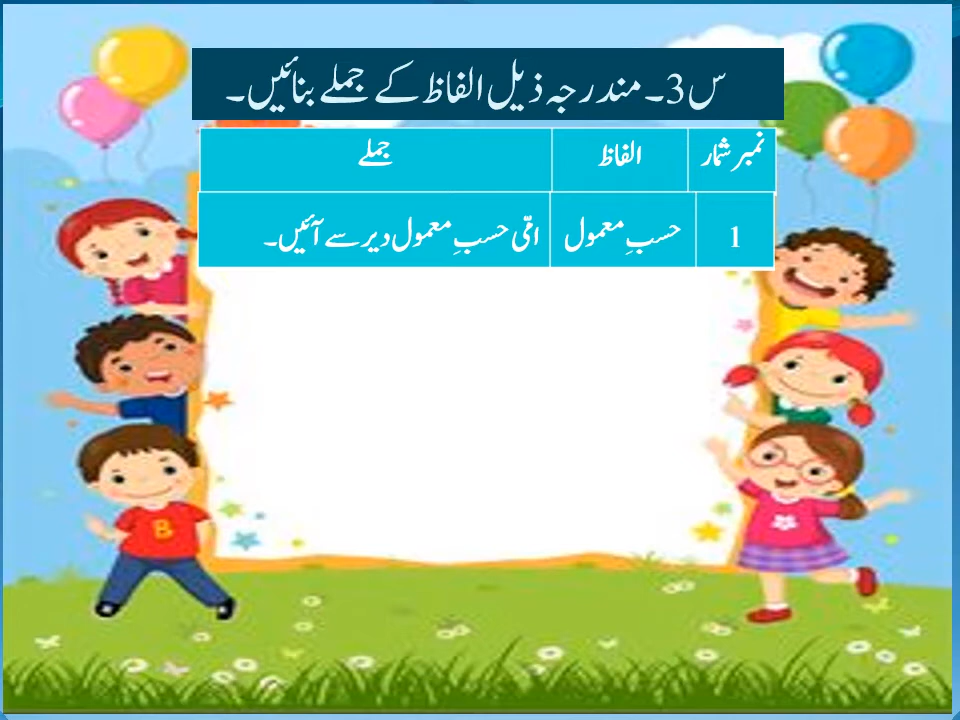 س3۔ مندرجہ ذیل الفاظ کے جملے بنائیں۔
نمبر شمار الفاظ جملے
1 حسبِ معمول امّی حسبِ معمول دیر سے آئیں۔
B